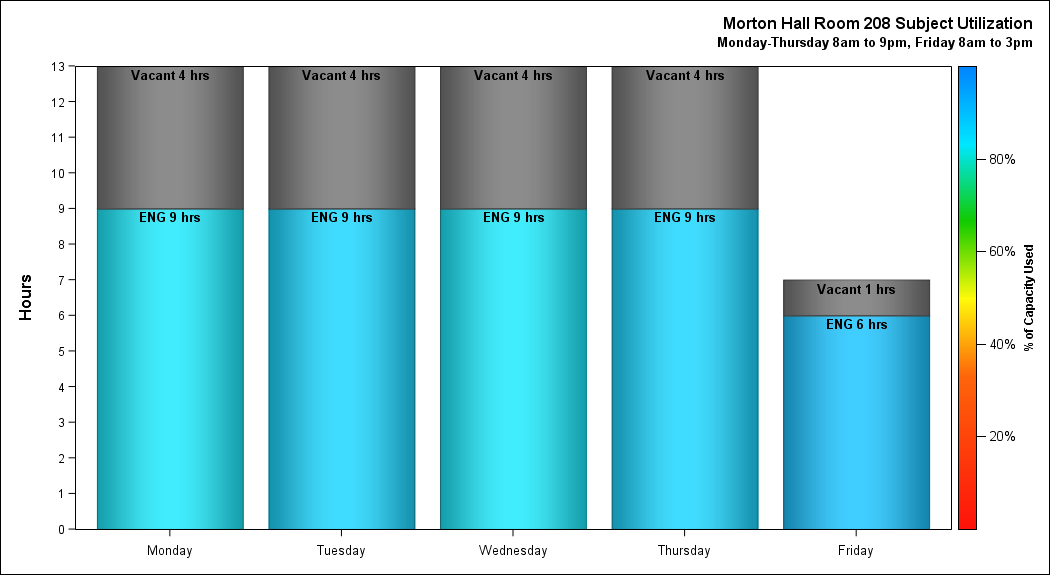 Morton Hall Room 208 Subject Utilization
Monday-Thursday 8am to 9pm, Friday 8am to 3pm
Hours
13
12
11
10
9
8
7
6
5
4
3
2
1
0
Vacant 4 hrs
Vacant 4 hrs
Vacant 4 hrs
Vacant 4 hrs
ENG 9 hrs
ENG 9 hrs
ENG 9 hrs
ENG 9 hrs
Vacant 1 hrs
ENG 6 hrs
Monday
Tuesday
Wednesday
Thursday
Friday
80%
60%
40%
20%
% of Capacity Used